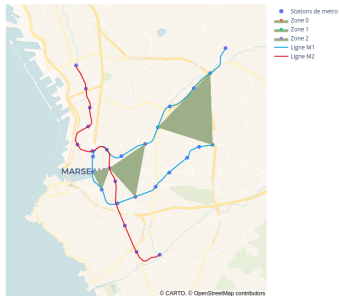 Stations de metro
Zone 0
Zone 1
Zone 2
Ligne M1
Ligne M2
MARSE
© CARTO, © OpenStreetMap contributors